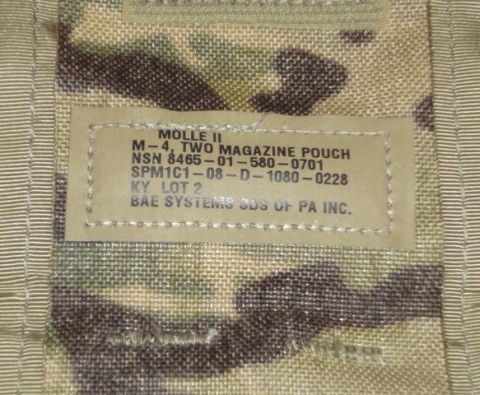 MOLLE II
M-4, TWO MAGAZINE POUCH
NSN 8465-01-580-0701
SPM1C1-08-D-1080-0228
KY LOT 2
BAE SYSTEMS SDS OF PA INC.